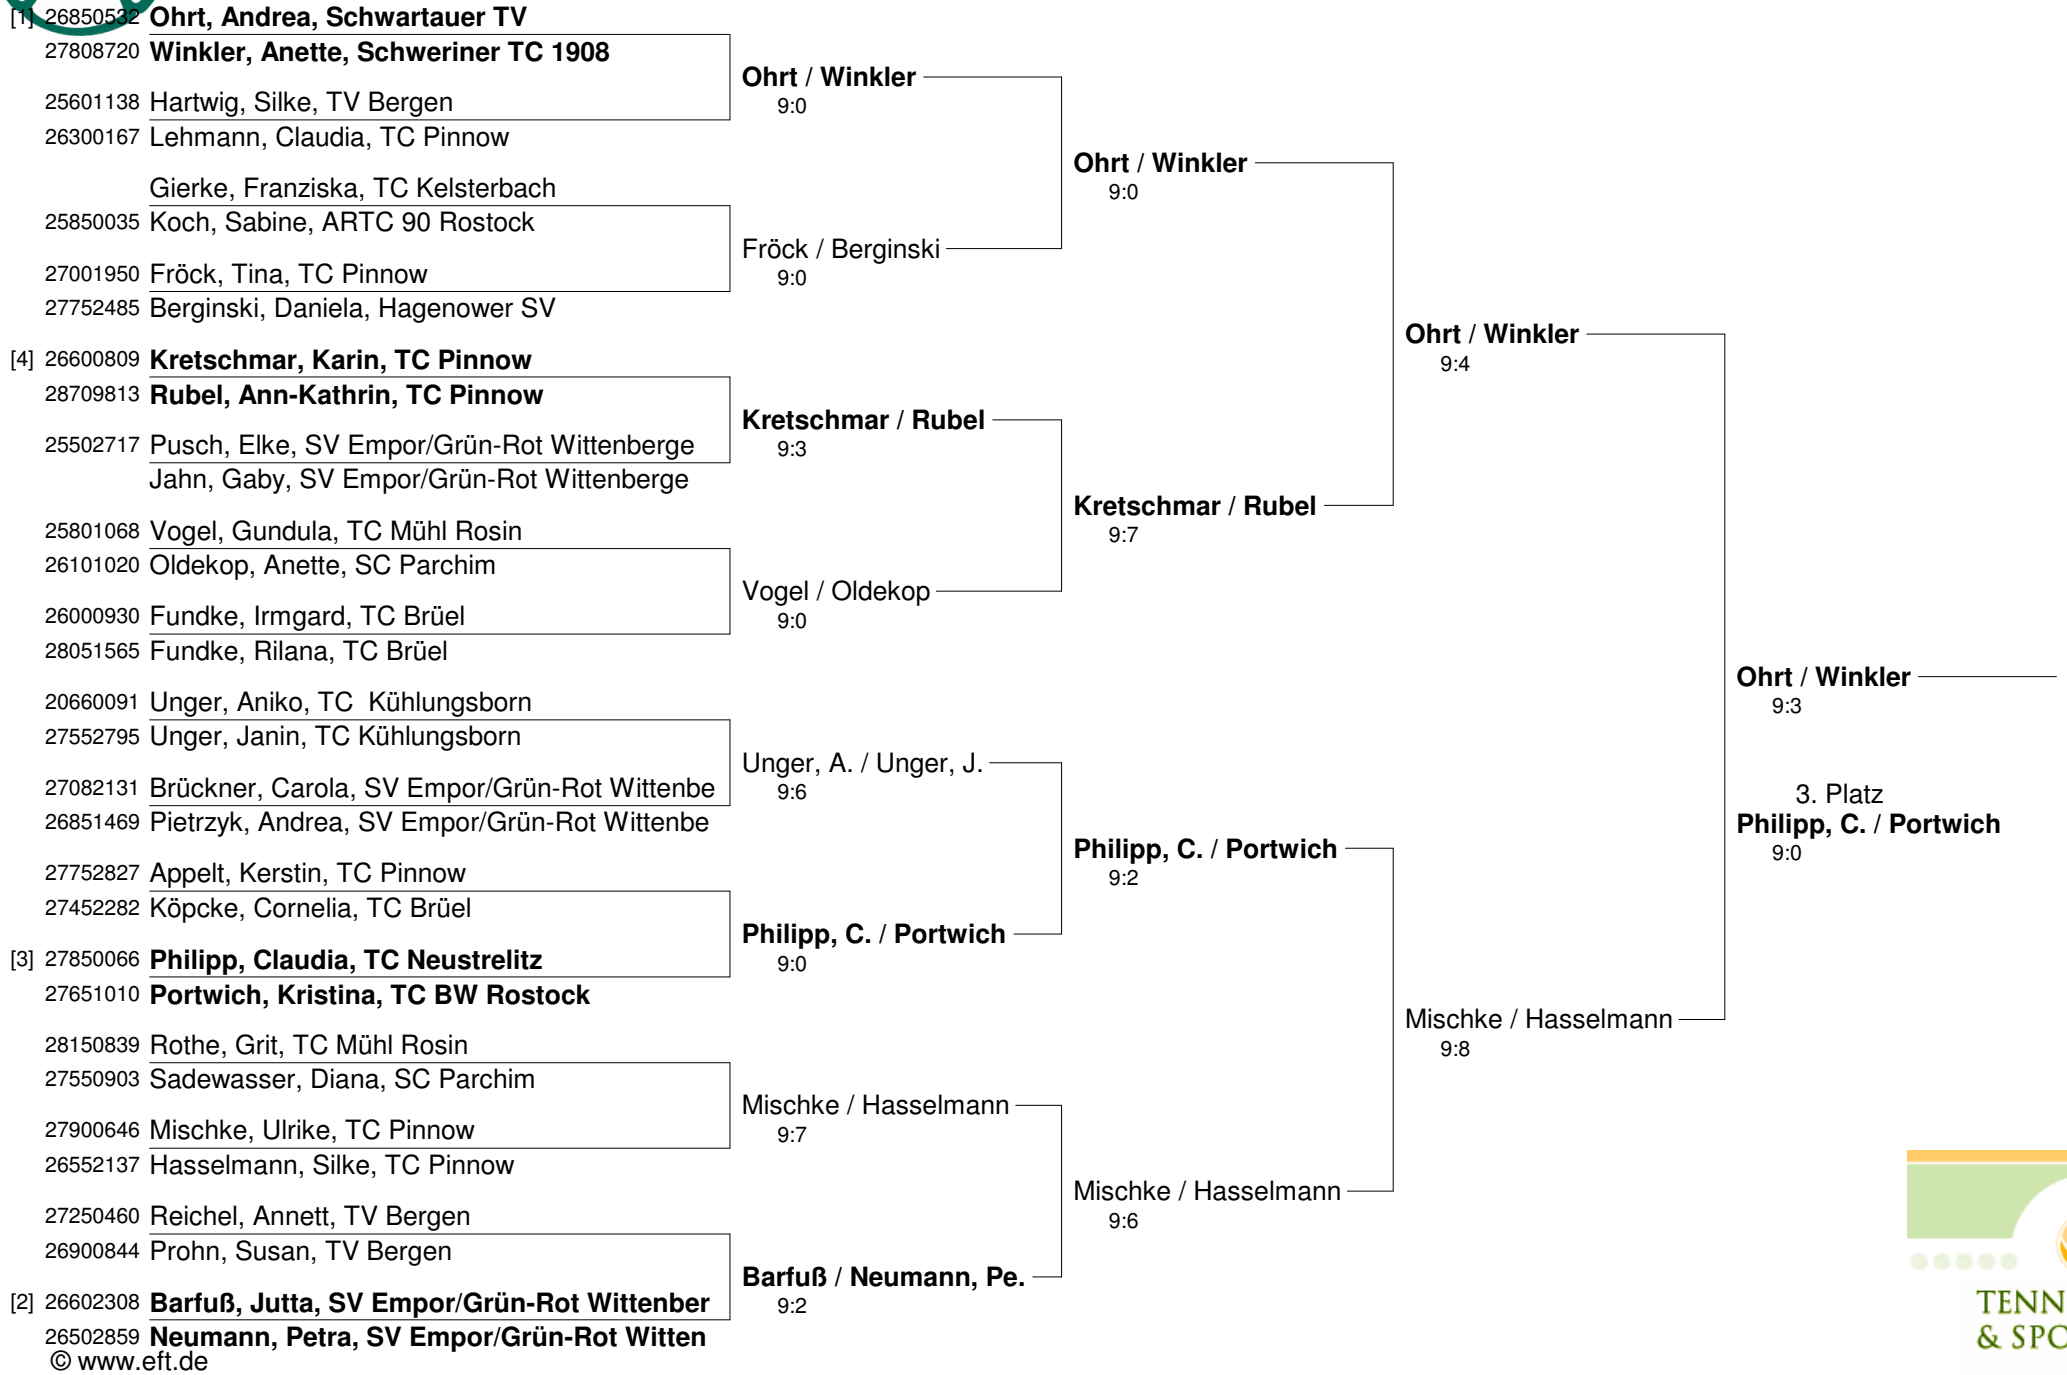 [1] 26850532 Ohrt, Andrea, Schwartauer TV
27808720 Winkler, Anette, Schweriner TC 1908
Ohrt / Winkler
9:0
25601138 Hartwig, Silke, TV Bergen
26300167 Lehmann, Claudia, TC Pinnow
Ohrt / Winkler
9:0
Gierke, Franziska, TC Kelsterbach
25850035 Koch, Sabine, ARTC 90 Rostock
Fröck / Berginski
9:0
27001950 Fröck, Tina, TC Pinnow
27752485 Berginski, Daniela, Hagenower SV
Ohrt / Winkler
9:4
[4] 26600809 Kretschmar, Karin, TC Pinnow
28709813 Rubel, Ann-Kathrin, TC Pinnow
Kretschmar / Rubel
9:3
25502717 Pusch, Elke, SV Empor/Grün-Rot Wittenberge
Jahn, Gaby, SV Empor/Grün-Rot Wittenberge
Kretschmar / Rubel
9:7
25801068 Vogel, Gundula, TC Mühl Rosin
26101020 Oldekop, Anette, SC Parchim
Vogel / Oldekop
9:0
26000930 Fundke, Irmgard, TC Brüel
28051565 Fundke, Rilana, TC Brüel
Ohrt / Winkler
9:3
20660091 Unger, Aniko, TC  Kühlungsborn
27552795 Unger, Janin, TC Kühlungsborn
Unger, A. / Unger, J.
9:6
27082131 Brückner, Carola, SV Empor/Grün-Rot Wittenbe
26851469 Pietrzyk, Andrea, SV Empor/Grün-Rot Wittenbe
3. Platz
Philipp, C. / Portwich
9:0
Philipp, C. / Portwich
9:2
27752827 Appelt, Kerstin, TC Pinnow
27452282 Köpcke, Cornelia, TC Brüel
Philipp, C. / Portwich
9:0
[3] 27850066 Philipp, Claudia, TC Neustrelitz
27651010 Portwich, Kristina, TC BW Rostock
Mischke / Hasselmann
9:8
28150839 Rothe, Grit, TC Mühl Rosin
27550903 Sadewasser, Diana, SC Parchim
Mischke / Hasselmann
9:7
27900646 Mischke, Ulrike, TC Pinnow
26552137 Hasselmann, Silke, TC Pinnow
Mischke / Hasselmann
9:6
27250460 Reichel, Annett, TV Bergen
26900844 Prohn, Susan, TV Bergen
Barfuß / Neumann, Pe.
9:2
[2] 26602308 Barfuß, Jutta, SV Empor/Grün-Rot Wittenber
26502859 Neumann, Petra, SV Empor/Grün-Rot Witten
© www.eft.de
TENN
& SPO